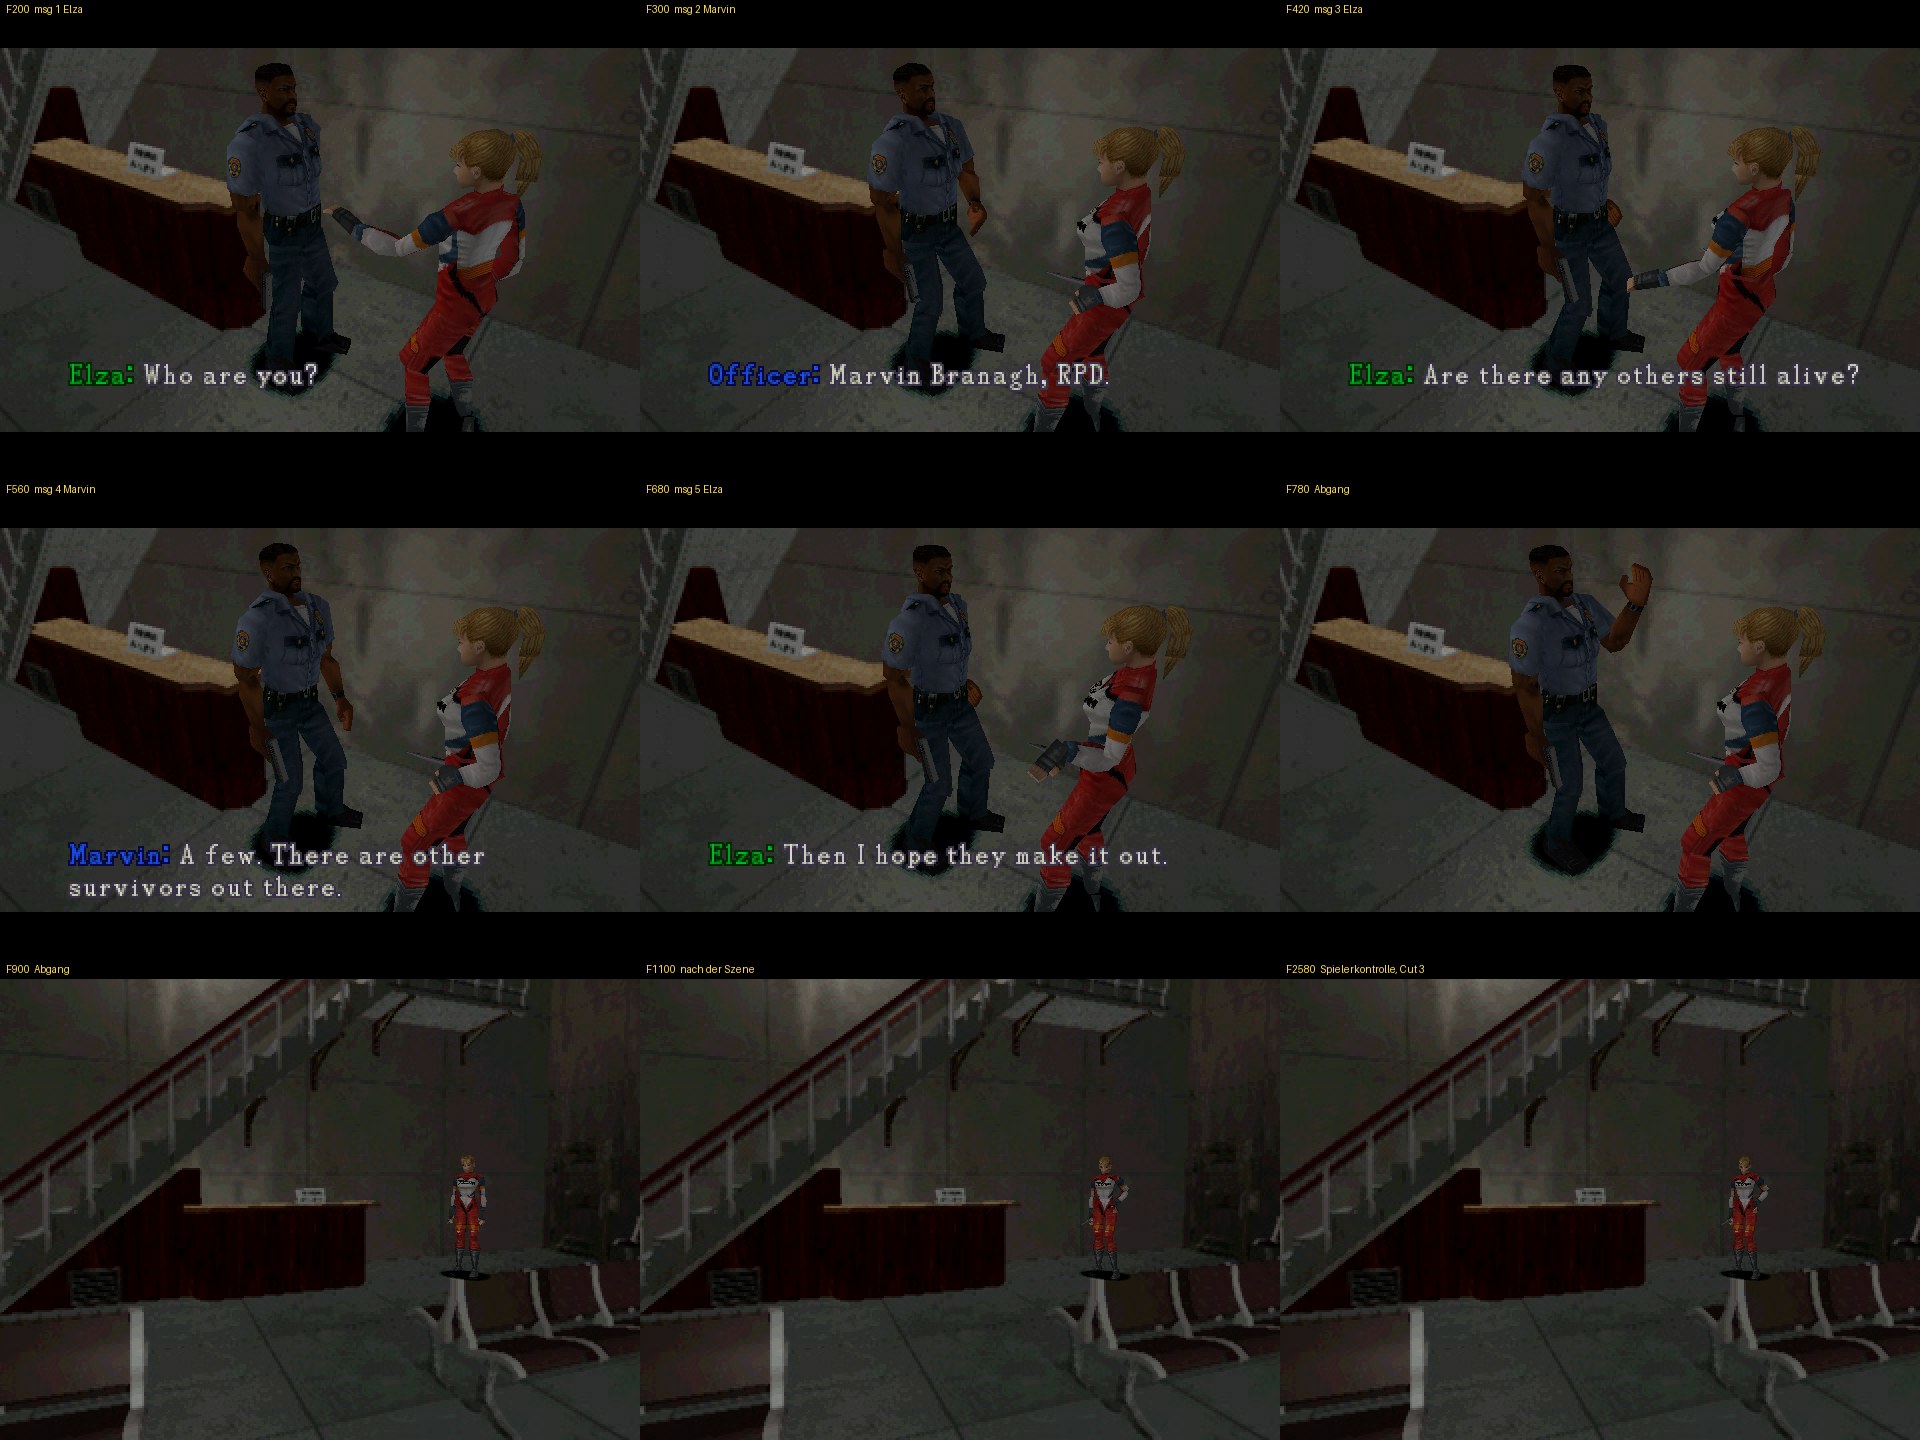 F200 msg 1 Elza
F300 msg 2 Marvin
F420 msg 3 Elza
Elza: Who are you?
Officer: Marvin Branagh, RPD.
Elza: Are there any others still alive?
F560 msg 4 Marvin
F680 msg 5 Elza
F780 Abgang
Marvin: A few. There are other
survivors out there.
Elza: Then I hope they make it out.
F900 Abgang
F1100 nach der Szene
F2580 Spielerkontrolle, Cut 3